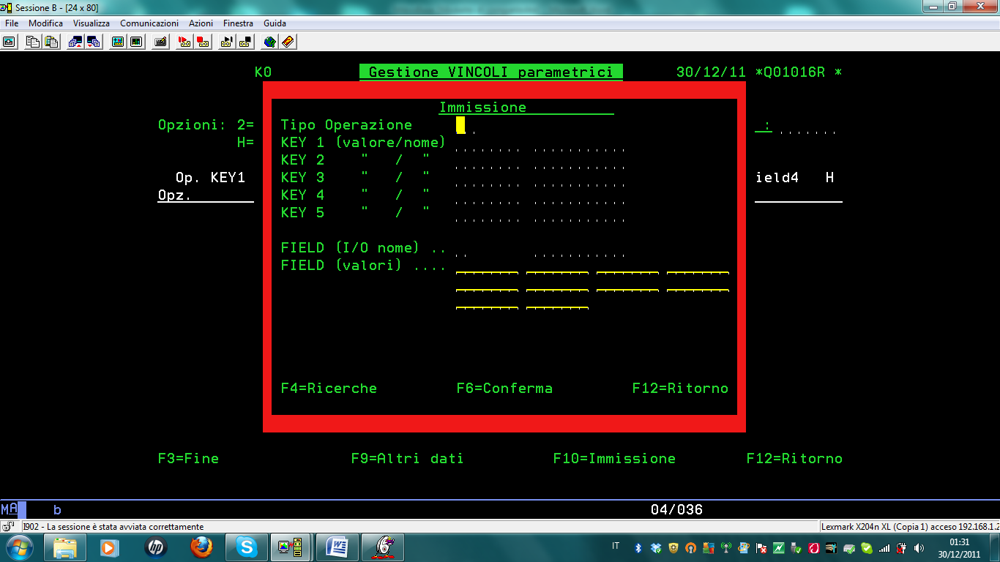 Sessione B - [24 x 80]
File Modifica Visualizza Comunicazioni Azioni Finestra Guida
K0 Gestione VINCOLI parametrici 30/12/11 *Q01016R *
Immissione
Opzioni: 2= Tipo Operazione :
H= KEY 1 (valore/nome)
KEY 2 " / "
Op. KEY1 KEY 3 " / " ield4 H
Opz. KEY 4 " / "
KEY 5 " / "
FIELD (I/O nome) ..
FIELD (valori) ....
F4=Ricerche F6=Conferma F12=Ritorno
F3=Fine F9=Altri dati F10=Immissione F12=Ritorno
MA b 04/036
I902 - La sessione è stata avviata correttamente Lexmark X204n XL (Copia 1) acceso 192.168.1.2
IT 01:31
30/12/2011